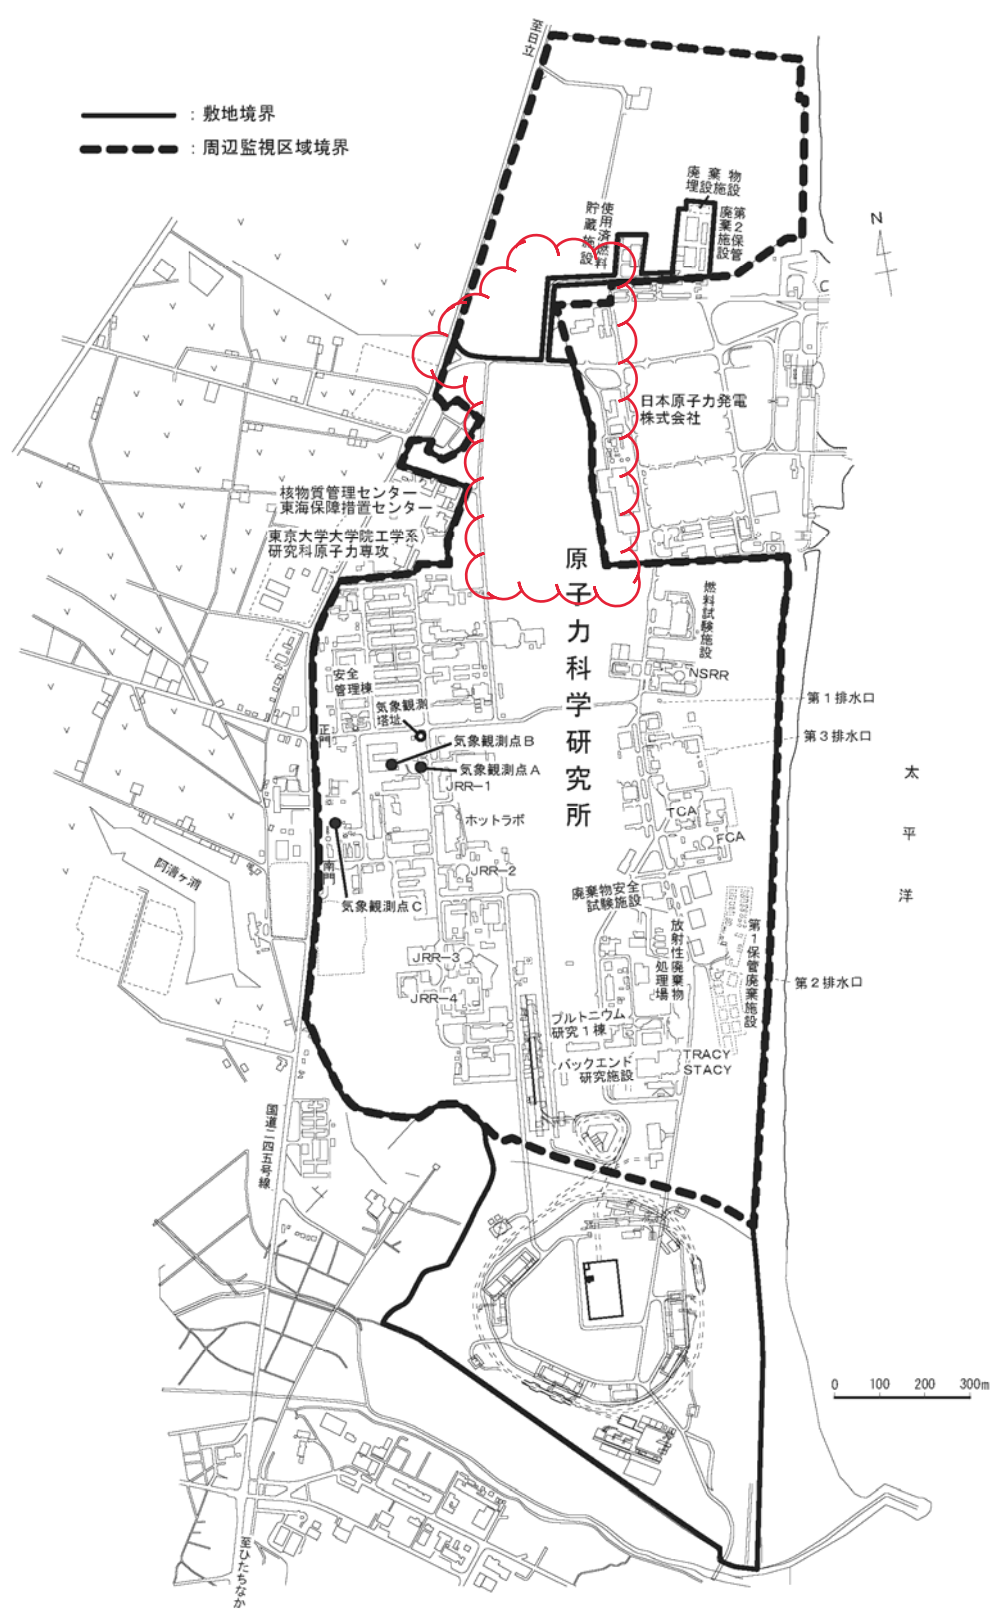 至日立
：敷地境界
：周辺監視区域境界
廃棄物
埋設施設
第2保管
廃棄施設
使用済燃料
貯蔵施設
N
C
日本原子力発電
株式会社
核物質管理センター
東海保障措置センター
東京大学大学院工学系
研究科原子力専攻
原子力科学研究所
燃料試験施設
NSRR
安全
管理棟
気象観測
塔址
正門
第1排水口
気象観測点B
第3排水口
気象観測点A
JRR-1
太平洋
ホットラボ
TCA
FCA
南門
JRR-2
阿漕ヶ浦
廃棄物安全
試験施設
気象観測点C
放射性廃棄物
処理場
第1保管廃棄施設
JRR-3
第2排水口
JRR-4
プルトニウム
研究1棟
バックエンド
研究施設
TRACY
STACY
国道二四五号線
0 100 200 300m
至ひたちなか